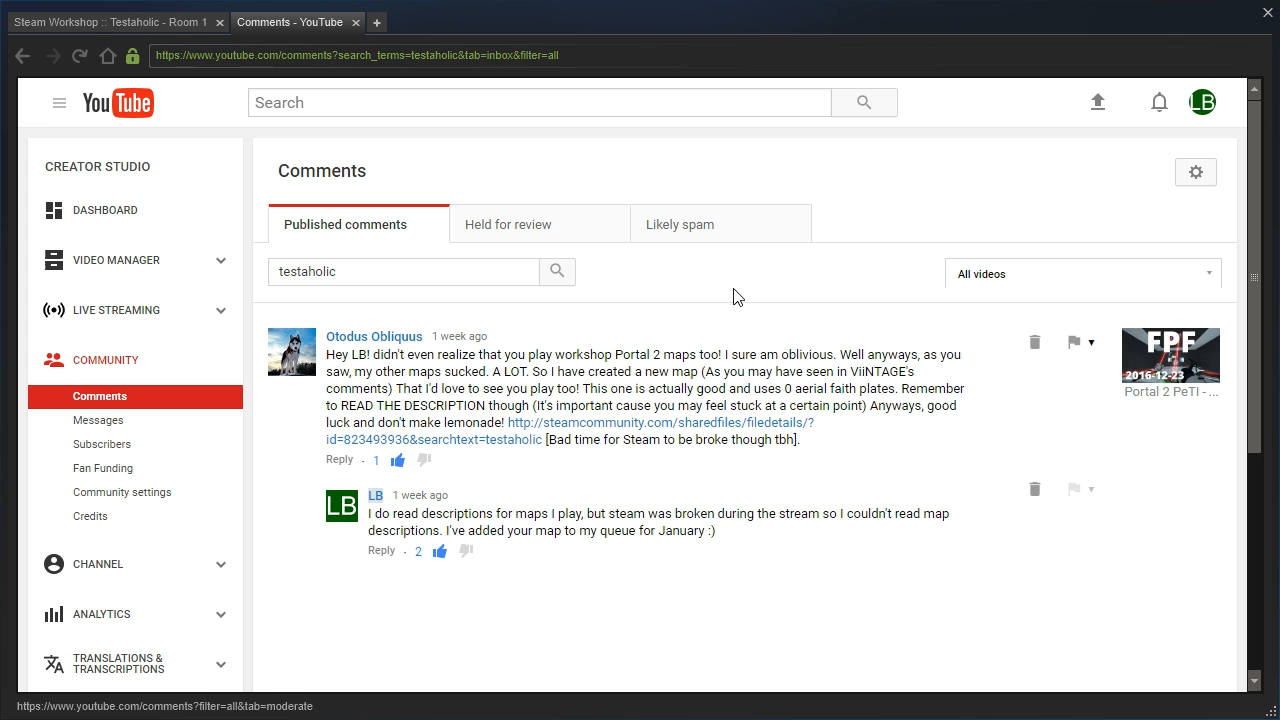 Steam Workshop :: Testaholic - Room 1
Comments - YouTube
https://www.youtube.com/comments?search_terms=testaholic&tab=inbox&filter=all
YouTube
Search
LB
CREATOR STUDIO
DASHBOARD
VIDEO MANAGER
LIVE STREAMING
COMMUNITY
Comments
Messages
Subscribers
Fan Funding
Community settings
Credits
CHANNEL
ANALYTICS
TRANSLATIONS &
TRANSCRIPTIONS
Comments
Published comments
Held for review
Likely spam
testaholic
All videos
Otodus Obliquus 1 week ago
Hey LB! didn't even realize that you play workshop Portal 2 maps too! I sure am oblivious. Well anyways, as you
saw, my other maps sucked. A LOT. So I have created a new map (As you may have seen in ViiNTAGE's
comments) That I'd love to see you play too! This one is actually good and uses 0 aerial faith plates. Remember
to READ THE DESCRIPTION though (It's important cause you may feel stuck at a certain point) Anyways, good
luck and don't make lemonade! http://steamcommunity.com/sharedfiles/filedetails/?
id=823493936&searchtext=testaholic [Bad time for Steam to be broke though tbh].
Reply · 1
FPF
2016-12-23
Portal 2 PeTI - ...
LB
LB 1 week ago
I do read descriptions for maps I play, but steam was broken during the stream so I couldn't read map
descriptions. I've added your map to my queue for January :)
Reply · 2
https://www.youtube.com/comments?filter=all&tab=moderate